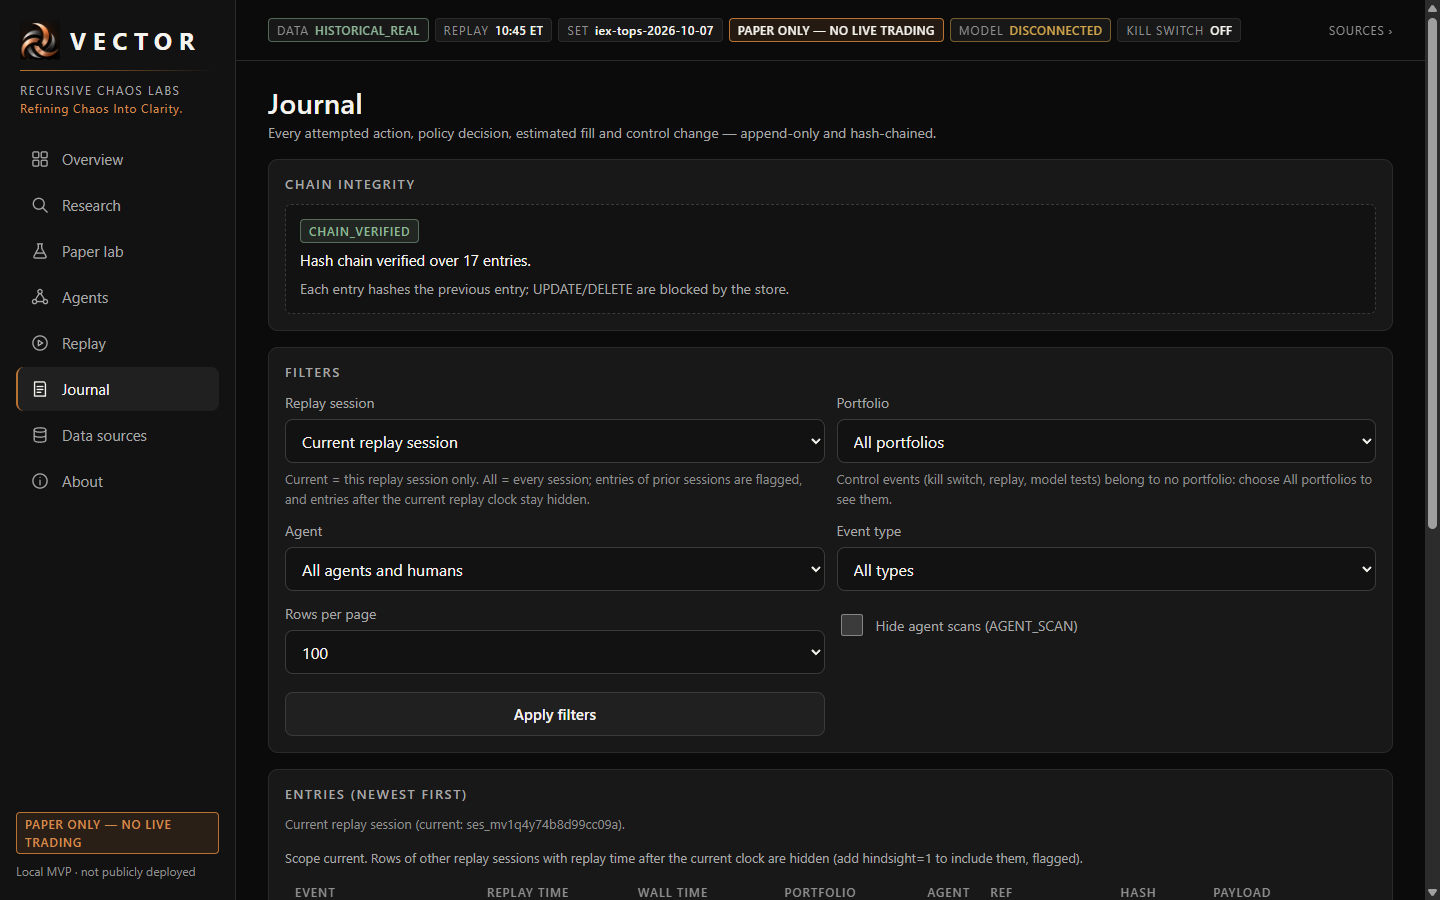 VECTOR
RECURSIVE CHAOS LABS
Refining Chaos Into Clarity.
Overview
Research
Paper lab
Agents
Replay
Journal
Data sources
About
PAPER ONLY — NO LIVE
TRADING
Local MVP · not publicly deployed
DATA HISTORICAL_REAL
REPLAY 10:45 ET
SET iex-tops-2026-10-07
PAPER ONLY — NO LIVE TRADING
MODEL DISCONNECTED
KILL SWITCH OFF
SOURCES ›
Journal
Every attempted action, policy decision, estimated fill and control change — append-only and hash-chained.
CHAIN INTEGRITY
CHAIN_VERIFIED
Hash chain verified over 17 entries.
Each entry hashes the previous entry; UPDATE/DELETE are blocked by the store.
FILTERS
Replay session
Current replay session
Current = this replay session only. All = every session; entries of prior sessions are flagged,
and entries after the current replay clock stay hidden.
Portfolio
All portfolios
Control events (kill switch, replay, model tests) belong to no portfolio: choose All portfolios to
see them.
Agent
All agents and humans
Event type
All types
Rows per page
100
Hide agent scans (AGENT_SCAN)
Apply filters
ENTRIES (NEWEST FIRST)
Current replay session (current: ses_mv1q4y74b8d99cc09a).
Scope current. Rows of other replay sessions with replay time after the current clock are hidden (add hindsight=1 to include them, flagged).
EVENT REPLAY TIME WALL TIME PORTFOLIO AGENT REF HASH PAYLOAD